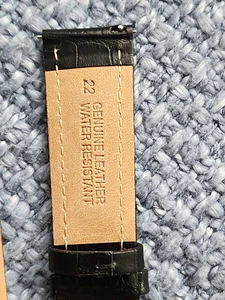 22
GENUINE LEATHER
WATER RESISTANT